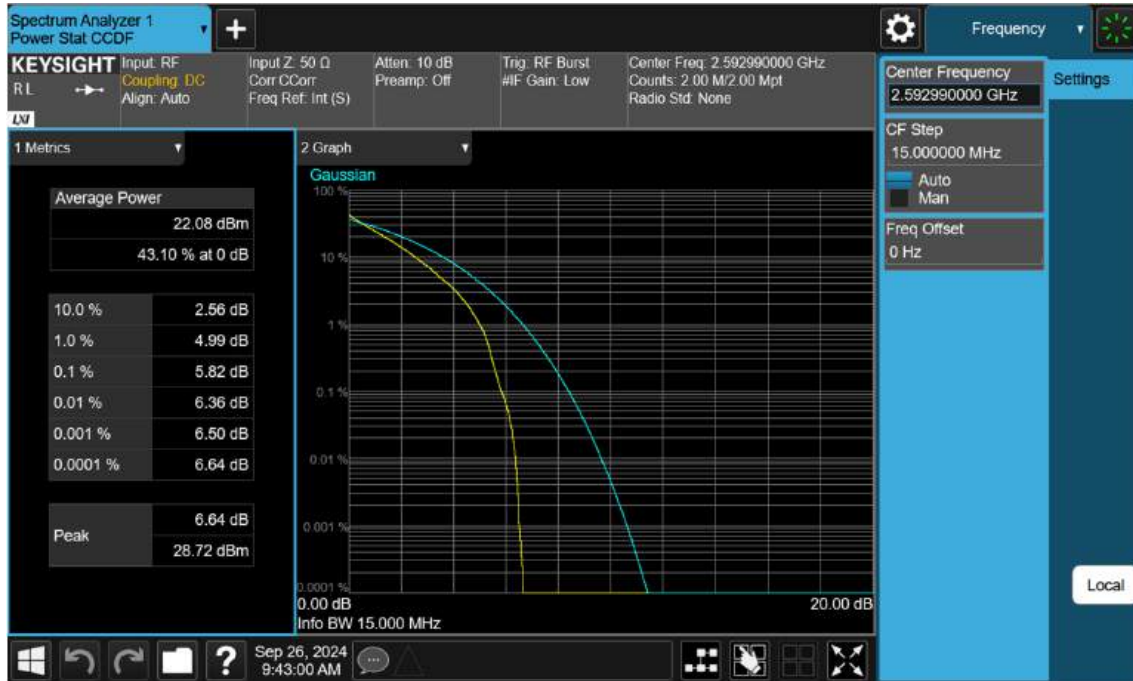 Spectrum Analyzer 1
Power Stat CCDF
Frequency
KEYSIGHT
RL
LXI
Input: RF
Coupling: DC
Align: Auto
Input Z: 50 Ω
Corr CCorr
Freq Ref: Int (S)
Atten: 10 dB
Preamp: Off
Trig: RF Burst
#IF Gain: Low
Center Freq: 2.592990000 GHz
Counts: 2.00 M/2.00 Mpt
Radio Std: None
Center Frequency
2.592990000 GHz
Settings
CF Step
15.000000 MHz
Auto
Man
Freq Offset
0 Hz
1 Metrics
Average Power
22.08 dBm
43.10 % at 0 dB
10.0 % 2.56 dB
1.0 % 4.99 dB
0.1 % 5.82 dB
0.01 % 6.36 dB
0.001 % 6.50 dB
0.0001 % 6.64 dB
Peak
6.64 dB
28.72 dBm
2 Graph
Gaussian
100 %
10 %
1 %
0.1 %
0.01 %
0.001 %
0.0001 %
0.00 dB 20.00 dB
Info BW 15.000 MHz
Local
?
Sep 26, 2024
9:43:00 AM